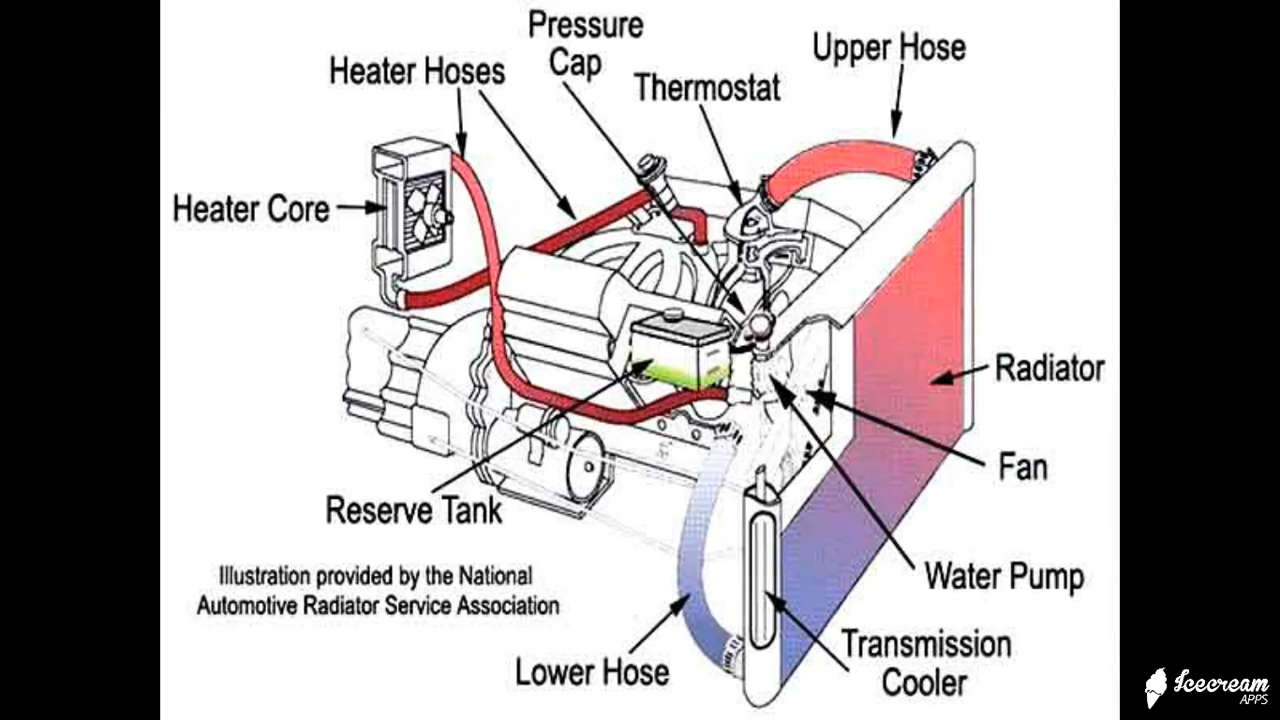 Pressure
Cap
Upper Hose
Heater Hoses
Thermostat
Heater Core
Radiator
Fan
Reserve Tank
Illustration provided by the National
Automotive Radiator Service Association
Water Pump
Transmission
Cooler
Lower Hose
Icecream
APPS